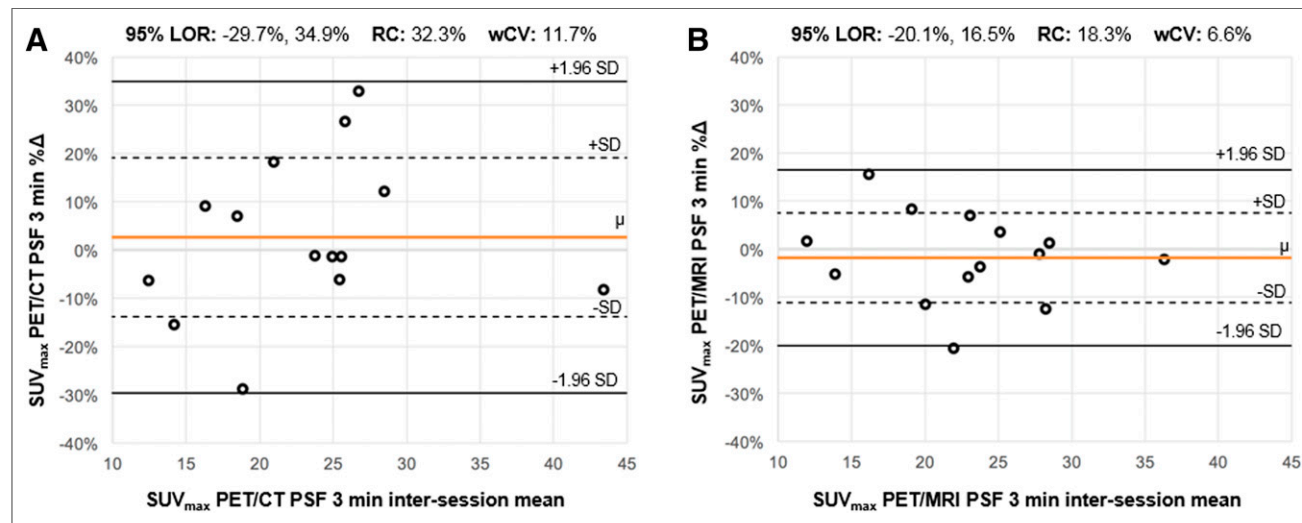 A
95% LOR: -29.7%, 34.9% RC: 32.3% wCV: 11.7%
SUVmax PET/CT PSF 3 min %Δ
40%
30%
20%
10%
0%
-10%
-20%
-30%
-40%
+1.96 SD
+SD
μ
-SD
-1.96 SD
10 15 20 25 30 35 40 45
SUVmax PET/CT PSF 3 min inter-session mean
B
95% LOR: -20.1%, 16.5% RC: 18.3% wCV: 6.6%
SUVmax PET/MRI PSF 3 min %Δ
40%
30%
20%
10%
0%
-10%
-20%
-30%
-40%
+1.96 SD
+SD
μ
-SD
-1.96 SD
10 15 20 25 30 35 40 45
SUVmax PET/MRI PSF 3 min inter-session mean